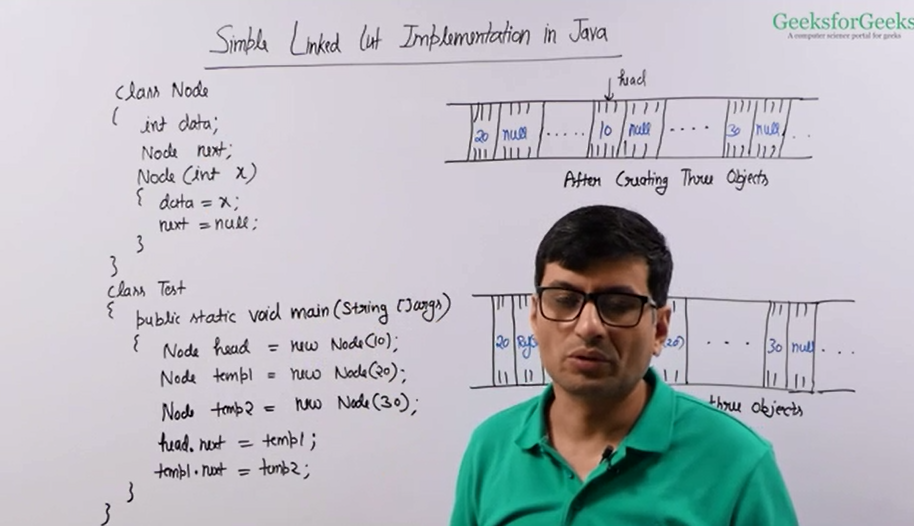 GeeksforGeeks
A computer science portal for geeks
Simple Linked List Implementation in Java
class Node
{
int data;
Node next;
Node (int x)
{ data = x;
next = null;
}
}
class Test
{ public static void main(String []args)
{ Node head = new Node(10);
Node temp1 = new Node(20);
Node temp2 = new Node(30);
head.next = temp1;
temp1.next = temp2;
}
}
head
20 null ..... 10 null .... 30 null ..
After Creating Three Objects
20 20) ... 30 null ...
three Objects